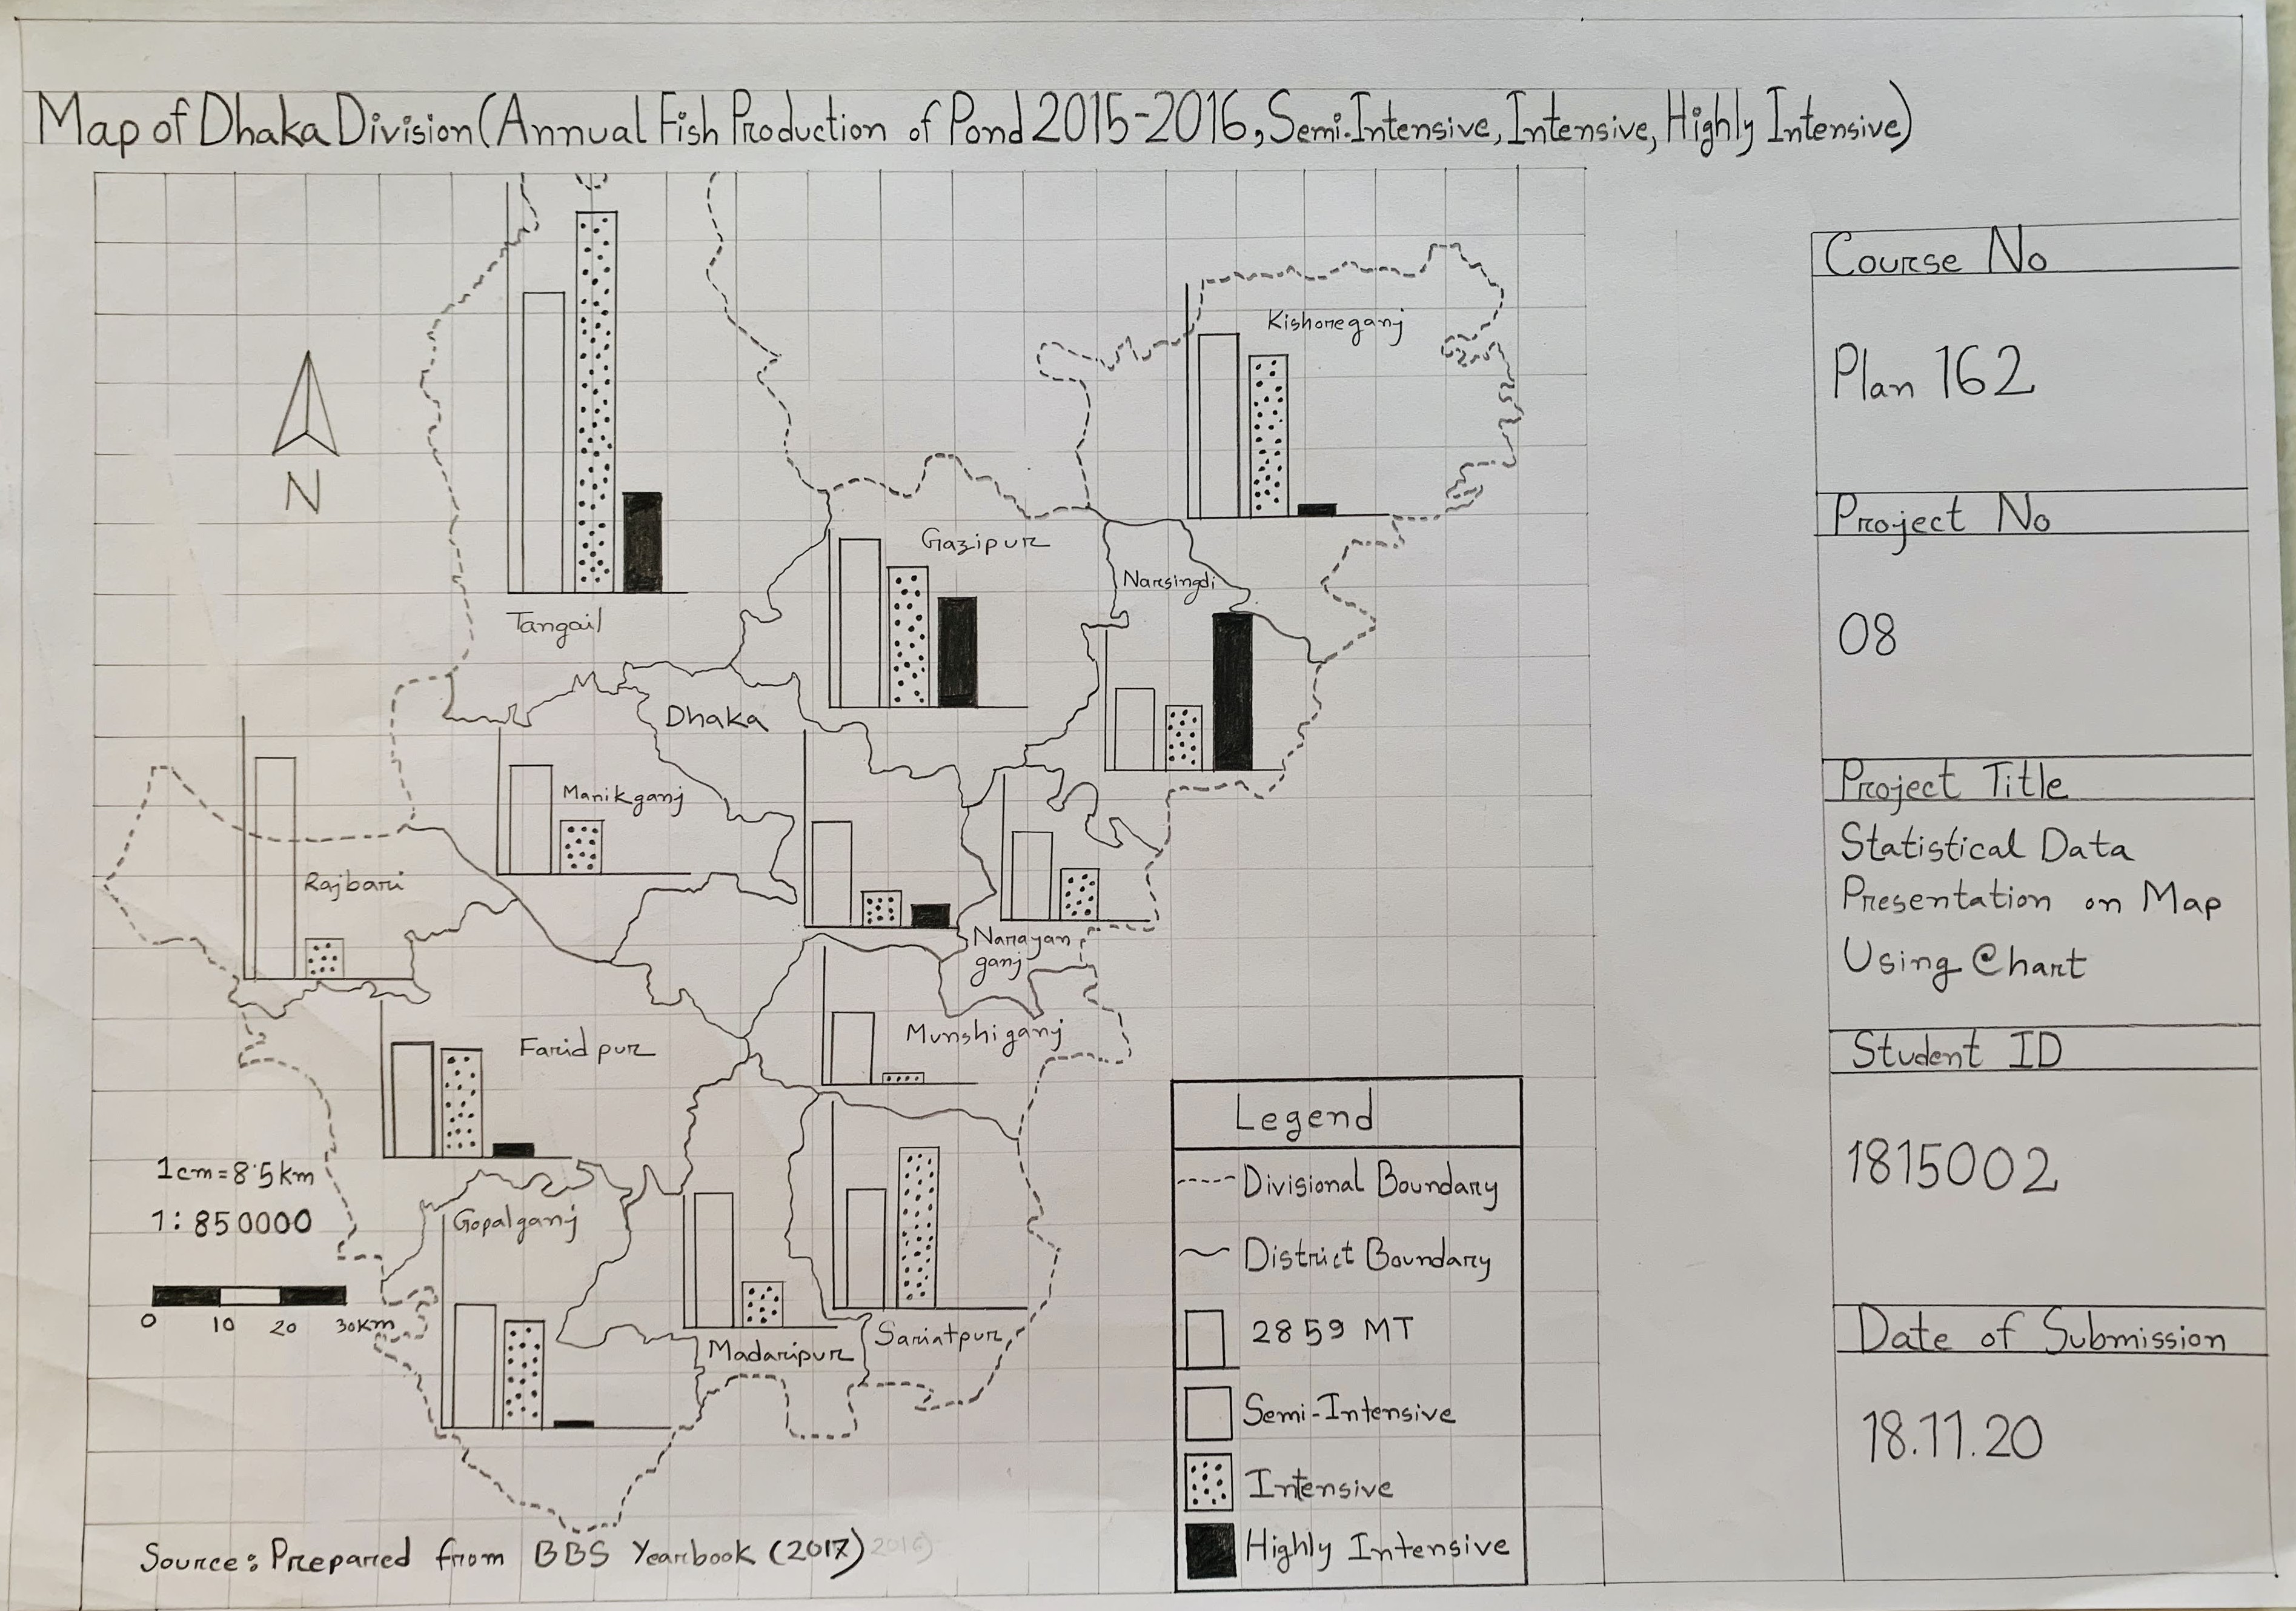 Map of Dhaka Division (Annual Fish Production of Pond 2015-2016, Semi-Intensive, Intensive, Highly Intensive)
Course No
Plan 162
Project No
08
Project Title
Statistical Data
Presentation on Map
Using Chart
Student ID
1815002
Date of Submission
18.11.20
N
Kishoreganj
Gazipur
Narsingdi
Tangail
Dhaka
Manikganj
Rajbari
Narayan
ganj
Munshiganj
Faridpur
Gopalganj
Madaripur
Sariatpur
1cm=8.5km
1:850000
0 10 20 30km
Legend
Divisional Boundary
District Boundary
2859 MT
Semi-Intensive
Intensive
Highly Intensive
Source: Prepared from BBS Yearbook (2017) 2016)